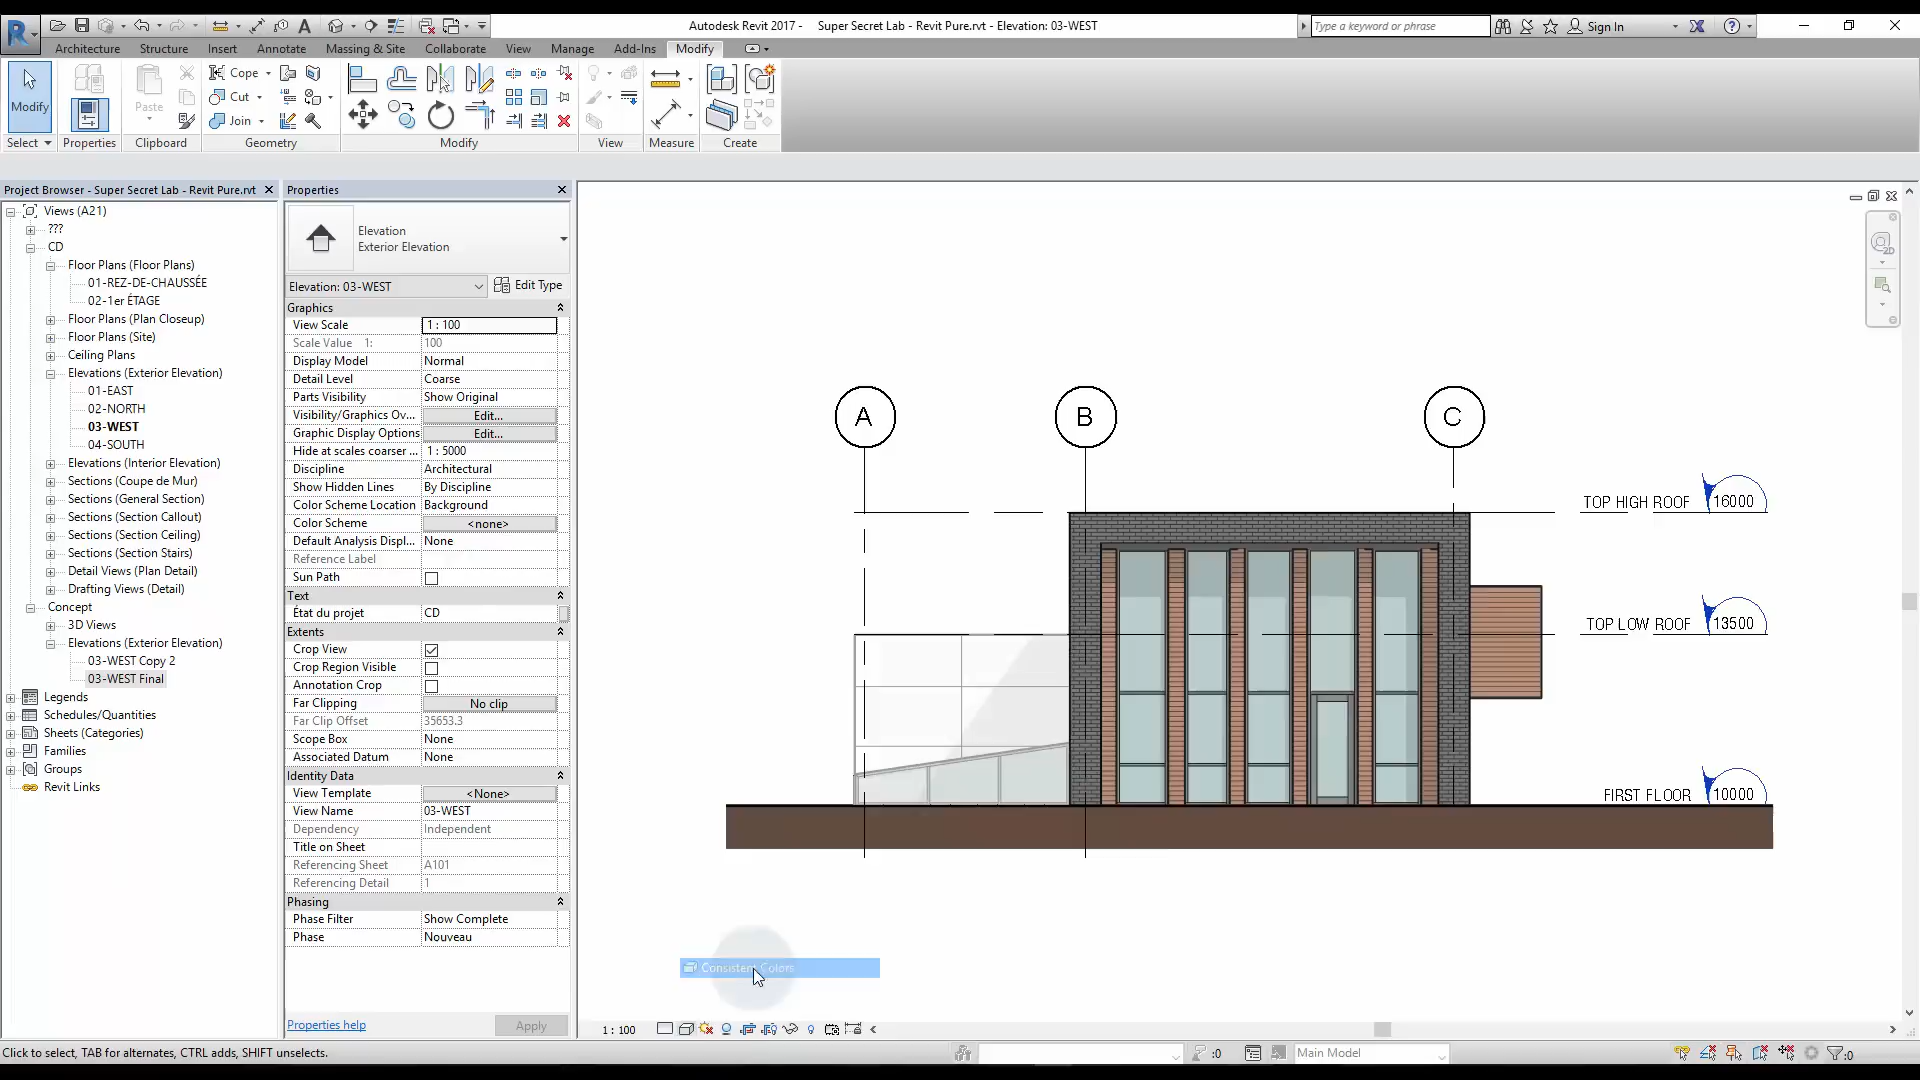 Autodesk Revit 2017 -     Super Secret Lab - Revit Pure.rvt - Elevation: 03-WEST
Type a keyword or phrase
Sign In
Architecture  Structure  Insert  Annotate  Massing & Site  Collaborate  View  Manage  Add-Ins  Modify
Modify
Paste
Cope
Cut
Join
Select  Properties  Clipboard  Geometry  Modify  View  Measure  Create
Project Browser - Super Secret Lab - Revit Pure.rvt
Views (A21)
???
CD
Floor Plans (Floor Plans)
01-REZ-DE-CHAUSSÉE
02-1er ÉTAGE
Floor Plans (Plan Closeup)
Floor Plans (Site)
Ceiling Plans
Elevations (Exterior Elevation)
01-EAST
02-NORTH
03-WEST
04-SOUTH
Elevations (Interior Elevation)
Sections (Coupe de Mur)
Sections (General Section)
Sections (Section Callout)
Sections (Section Ceiling)
Sections (Section Stairs)
Detail Views (Plan Detail)
Drafting Views (Detail)
Concept
3D Views
Elevations (Exterior Elevation)
03-WEST Copy 2
03-WEST Final
Legends
Schedules/Quantities
Sheets (Categories)
Families
Groups
Revit Links
Properties
Elevation
Exterior Elevation
Elevation: 03-WEST
Edit Type
Graphics
View Scale  1 : 100
Scale Value    1:  100
Display Model  Normal
Detail Level  Coarse
Parts Visibility  Show Original
Visibility/Graphics Ov...  Edit...
Graphic Display Options  Edit...
Hide at scales coarser ...  1 : 5000
Discipline  Architectural
Show Hidden Lines  By Discipline
Color Scheme Location  Background
Color Scheme  <none>
Default Analysis Displ...  None
Reference Label
Sun Path
Text
État du projet  CD
Extents
Crop View
Crop Region Visible
Annotation Crop
Far Clipping  No clip
Far Clip Offset  35653.3
Scope Box  None
Associated Datum  None
Identity Data
View Template  <None>
View Name  03-WEST
Dependency  Independent
Title on Sheet
Referencing Sheet  A101
Referencing Detail  1
Phasing
Phase Filter  Show Complete
Phase  Nouveau
Properties help
Apply
2D
A
B
C
TOP HIGH ROOF  16000
TOP LOW ROOF  13500
FIRST FLOOR  10000
Consistent Colors
1 : 100
Click to select, TAB for alternates, CTRL adds, SHIFT unselects.
:0
Main Model
:0